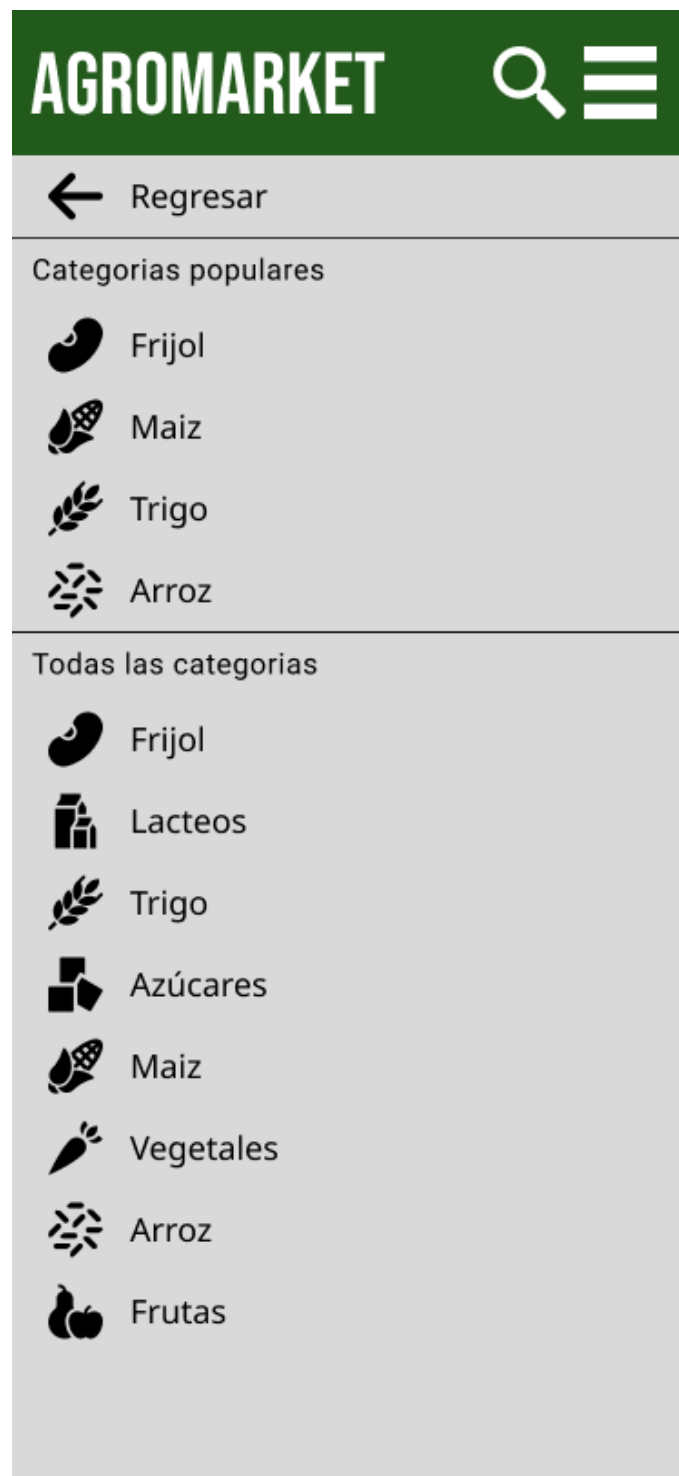 AGROMARKET
Regresar
Categorias populares
Frijol
Maiz
Trigo
Arroz
Todas las categorias
Frijol
Lacteos
Trigo
Azúcares
Maiz
Vegetales
Arroz
Frutas